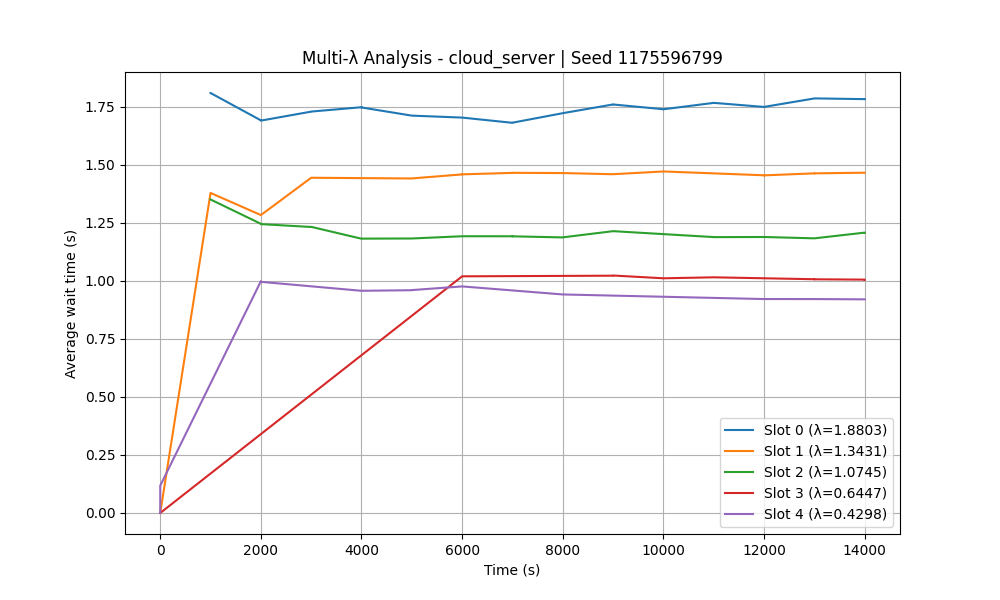 Multi-λ Analysis - cloud_server | Seed 1175596799
Average wait time (s)
1.75
1.50
1.25
1.00
0.75
0.50
0.25
0.00
Slot 0 (λ=1.8803)
Slot 1 (λ=1.3431)
Slot 2 (λ=1.0745)
Slot 3 (λ=0.6447)
Slot 4 (λ=0.4298)
0 2000 4000 6000 8000 10000 12000 14000
Time (s)